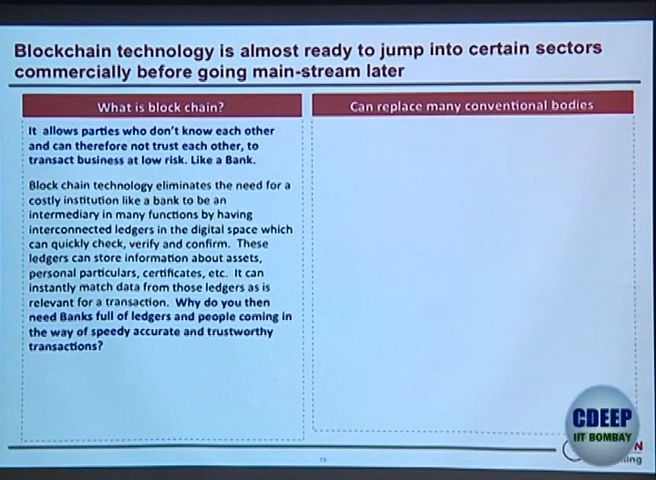 Blockchain technology is almost ready to jump into certain sectors
commercially before going main-stream later
What is block chain?
It allows parties who don't know each other
and can therefore not trust each other, to
transact business at low risk. Like a Bank.
Block chain technology eliminates the need for a
costly institution like a bank to be an
intermediary in many functions by having
interconnected ledgers in the digital space which
can quickly check, verify and confirm. These
ledgers can store information about assets,
personal particulars, certificates, etc. It can
instantly match data from those ledgers as is
relevant for a transaction. Why do you then
need Banks full of ledgers and people coming in
the way of speedy accurate and trustworthy
transactions?
Can replace many conventional bodies
CDEEP
IIT BOMBAY